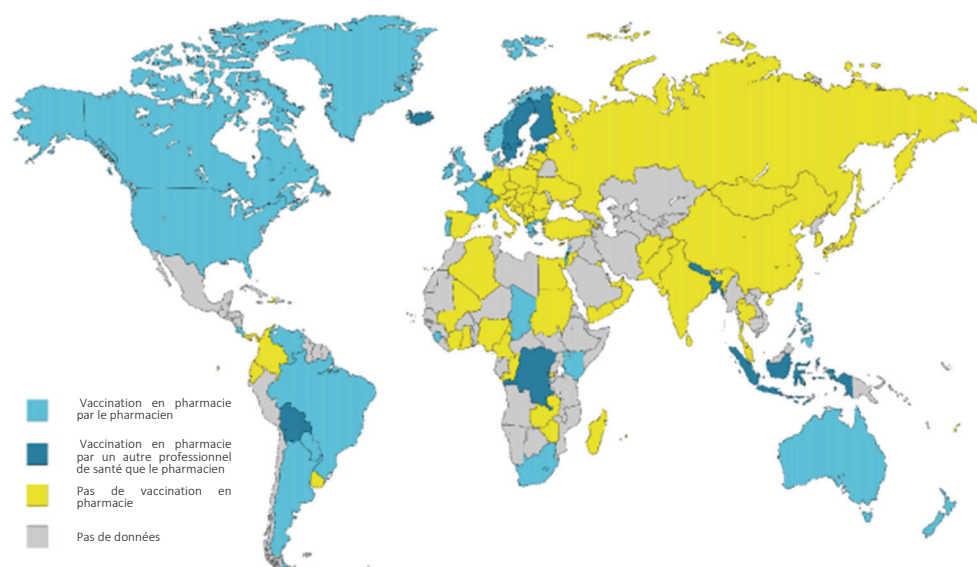 Vaccination en pharmacie
par le pharmacien
Vaccination en pharmacie
par un autre professionnel
de santé que le pharmacien
Pas de vaccination en
pharmacie
Pas de données